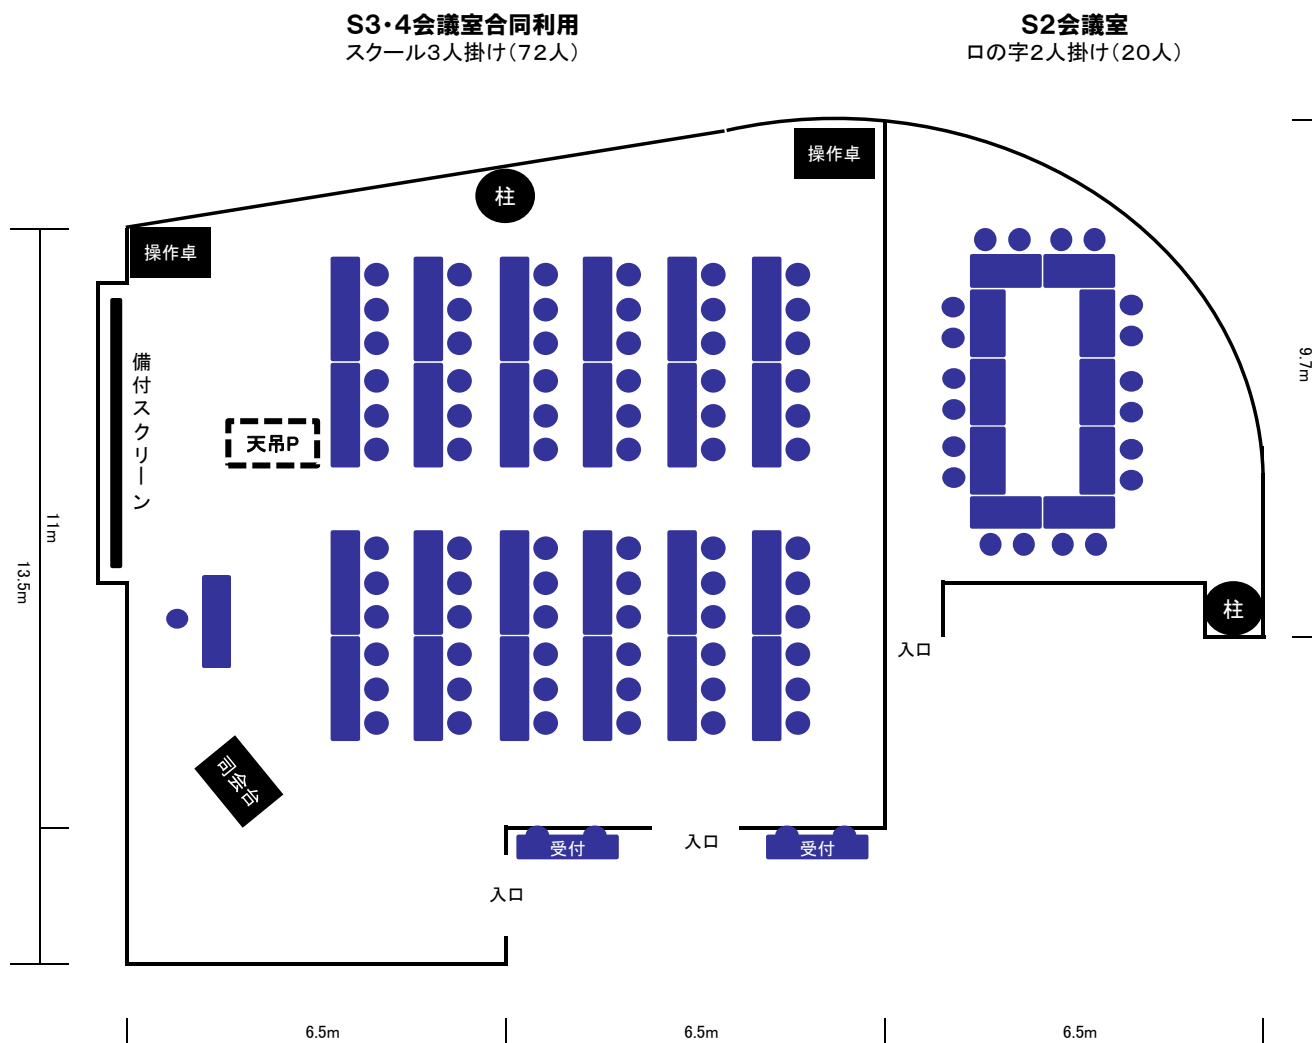 S3・4会議室合同利用
スクール3人掛け(72人)
S2会議室
ロの字2人掛け(20人)
操作卓
柱
操作卓
備付スクリーン
天吊P
9.7m
11m
13.5m
柱
入口
司会台
受付
入口
受付
入口
6.5m
6.5m
6.5m